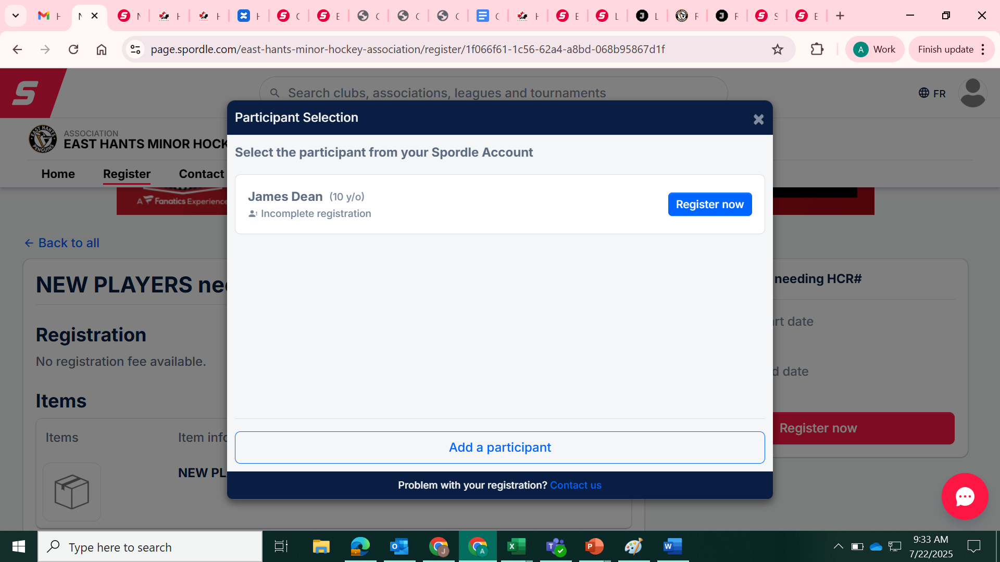 H
N
N
H
H
H
C
E
C
C
C
C
H
E
L
L
F
F
S
E
page.spordle.com/east-hants-minor-hockey-association/register/1f066f61-1c56-62a4-a8bd-068b95867d1f
A Work
Finish update
Search clubs, associations, leagues and tournaments
FR
ASSOCIATION
EAST HANTS MINOR HOCK
EAST HANTS
PENGUINS
Home
Register
Contact
A Fanatics Experience
Participant Selection
Select the participant from your Spordle Account
James Dean (10 y/o)
Incomplete registration
Register now
Add a participant
Problem with your registration? Contact us
Back to all
NEW PLAYERS nee
Registration
No registration fee available.
Items
Items
Item info
NEW PL
needing HCR#
rt date
d date
Register now
Type here to search
9:33 AM
7/22/2025